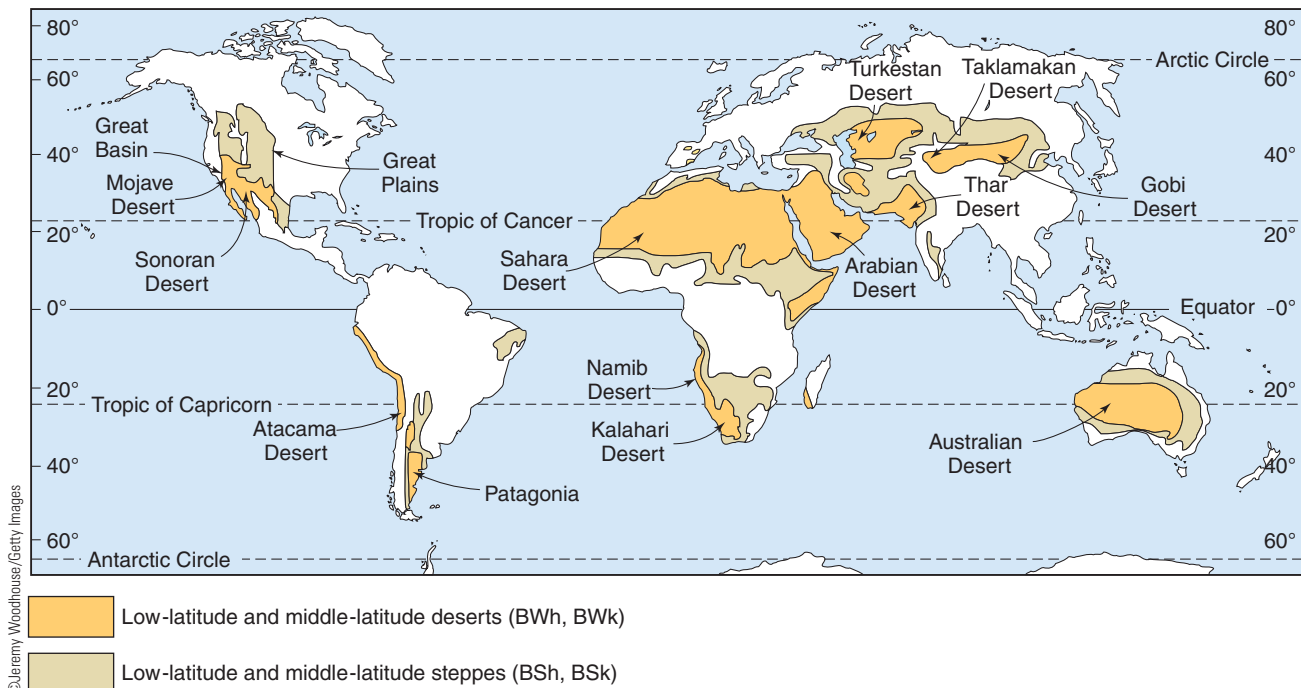 80°
80°
Arctic Circle
60°
60°
Turkestan
Desert
Taklamakan
Desert
Great
Basin
40°
40°
Great
Plains
Mojave
Desert
Thar
Desert
Gobi
Desert
Tropic of Cancer
20°
20°
Sonoran
Desert
Sahara
Desert
Arabian
Desert
0°
Equator
0°
Namib
Desert
20°
20°
Tropic of Capricorn
Atacama
Desert
Kalahari
Desert
Australian
Desert
40°
40°
Patagonia
60°
60°
Antarctic Circle
©Jeremy Woodhouse/Getty Images
Low-latitude and middle-latitude deserts (BWh, BWk)
Low-latitude and middle-latitude steppes (BSh, BSk)